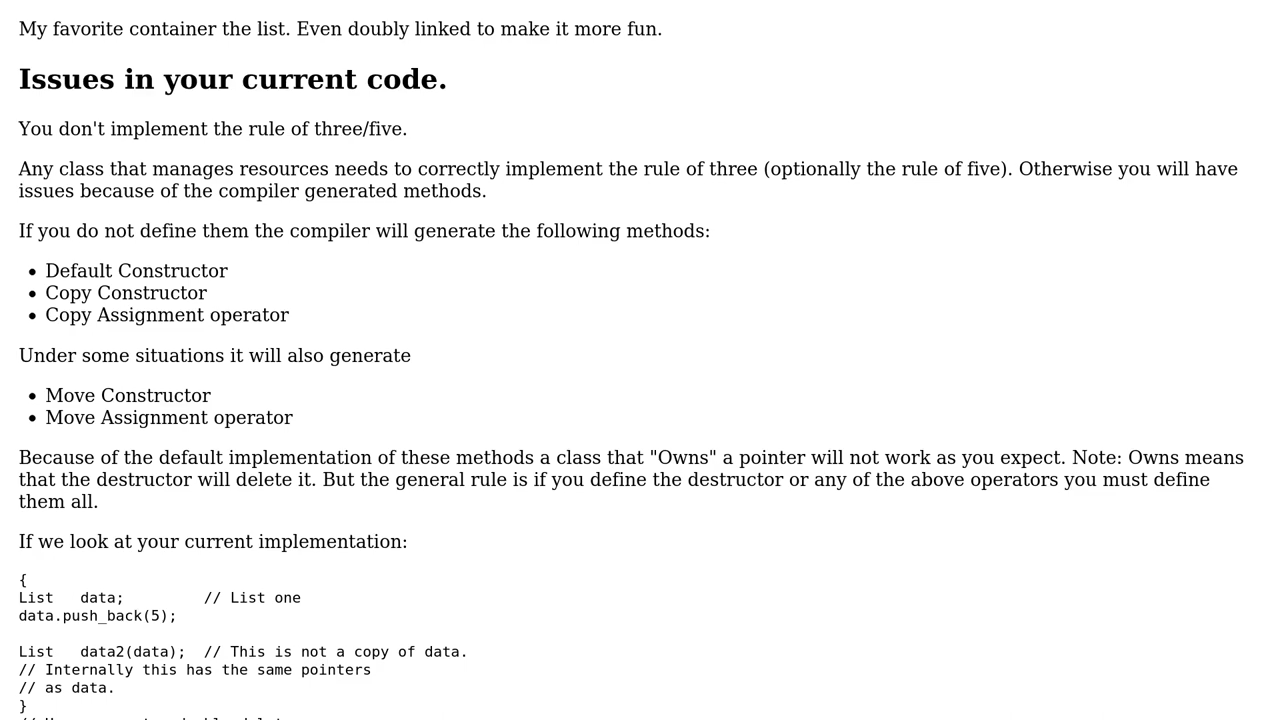 My favorite container the list. Even doubly linked to make it more fun.
Issues in your current code.
You don't implement the rule of three/five.
Any class that manages resources needs to correctly implement the rule of three (optionally the rule of five). Otherwise you will have
issues because of the compiler generated methods.
If you do not define them the compiler will generate the following methods:
• Default Constructor
• Copy Constructor
• Copy Assignment operator
Under some situations it will also generate
• Move Constructor
• Move Assignment operator
Because of the default implementation of these methods a class that "Owns" a pointer will not work as you expect. Note: Owns means
that the destructor will delete it. But the general rule is if you define the destructor or any of the above operators you must define
them all.
If we look at your current implementation:
{
List   data;         // List one
data.push_back(5);
List   data2(data);  // This is not a copy of data.
// Internally this has the same pointers
// as data.
}